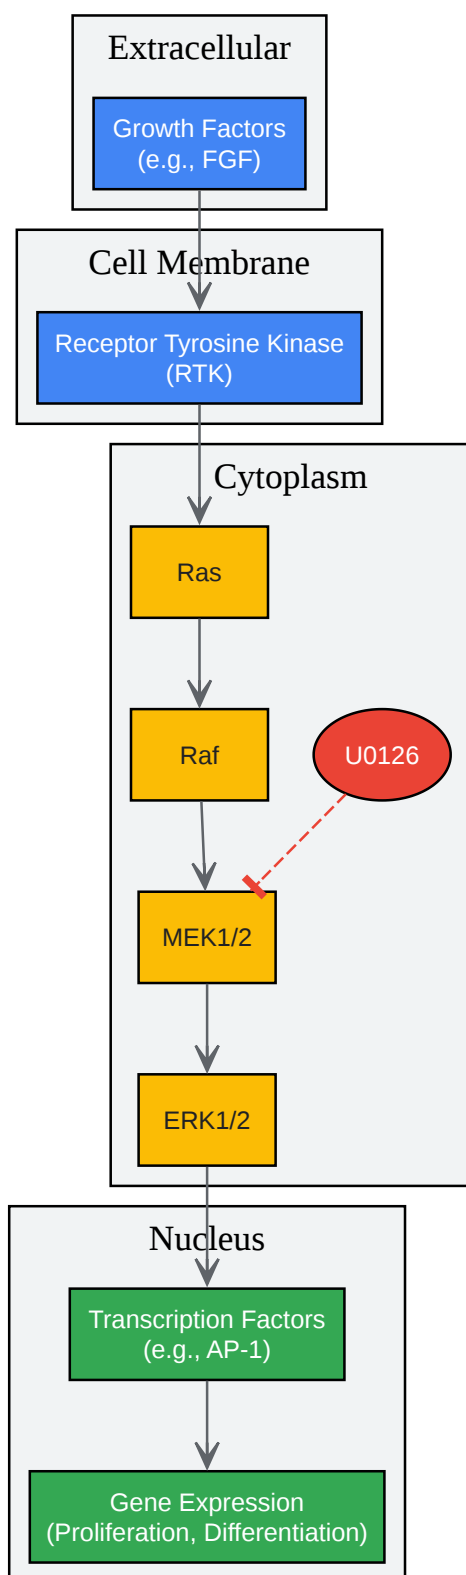 Extracellular
Growth Factors
(e.g., FGF)
Cell Membrane
Receptor Tyrosine Kinase
(RTK)
Cytoplasm
Ras
Raf
U0126
MEK1/2
ERK1/2
Nucleus
Transcription Factors
(e.g., AP-1)
Gene Expression
(Proliferation, Differentiation)